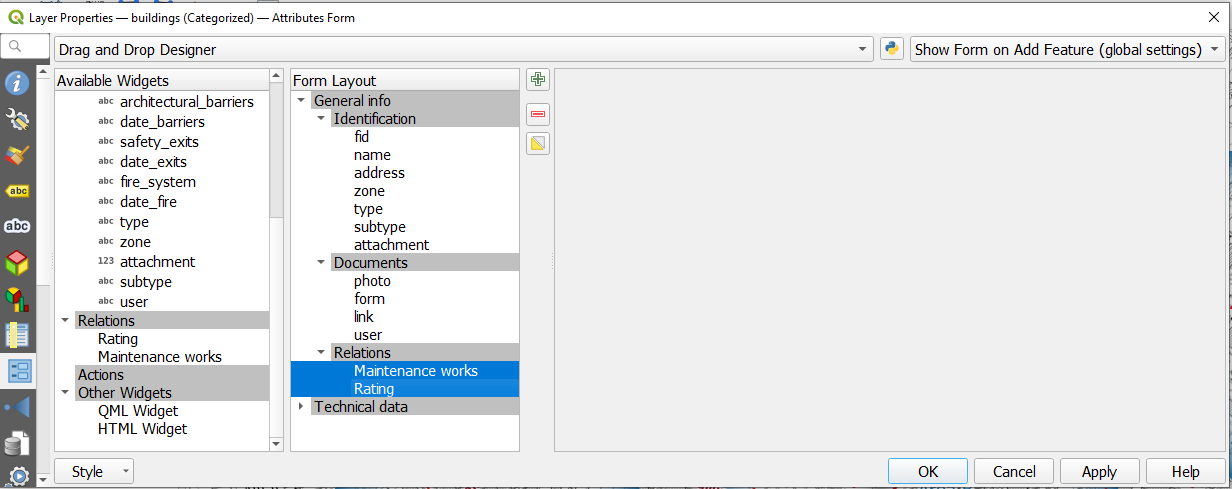 Layer Properties — buildings (Categorized) — Attributes Form
Drag and Drop Designer
Show Form on Add Feature (global settings)
Available Widgets
abc architectural_barriers
abc date_barriers
abc safety_exits
abc date_exits
abc fire_system
abc date_fire
abc type
abc zone
123 attachment
abc subtype
abc user
Relations
Rating
Maintenance works
Actions
Other Widgets
QML Widget
HTML Widget
Form Layout
General info
Identification
fid
name
address
zone
type
subtype
attachment
Documents
photo
form
link
user
Relations
Maintenance works
Rating
Technical data
abc
abc
Style
OK
Cancel
Apply
Help